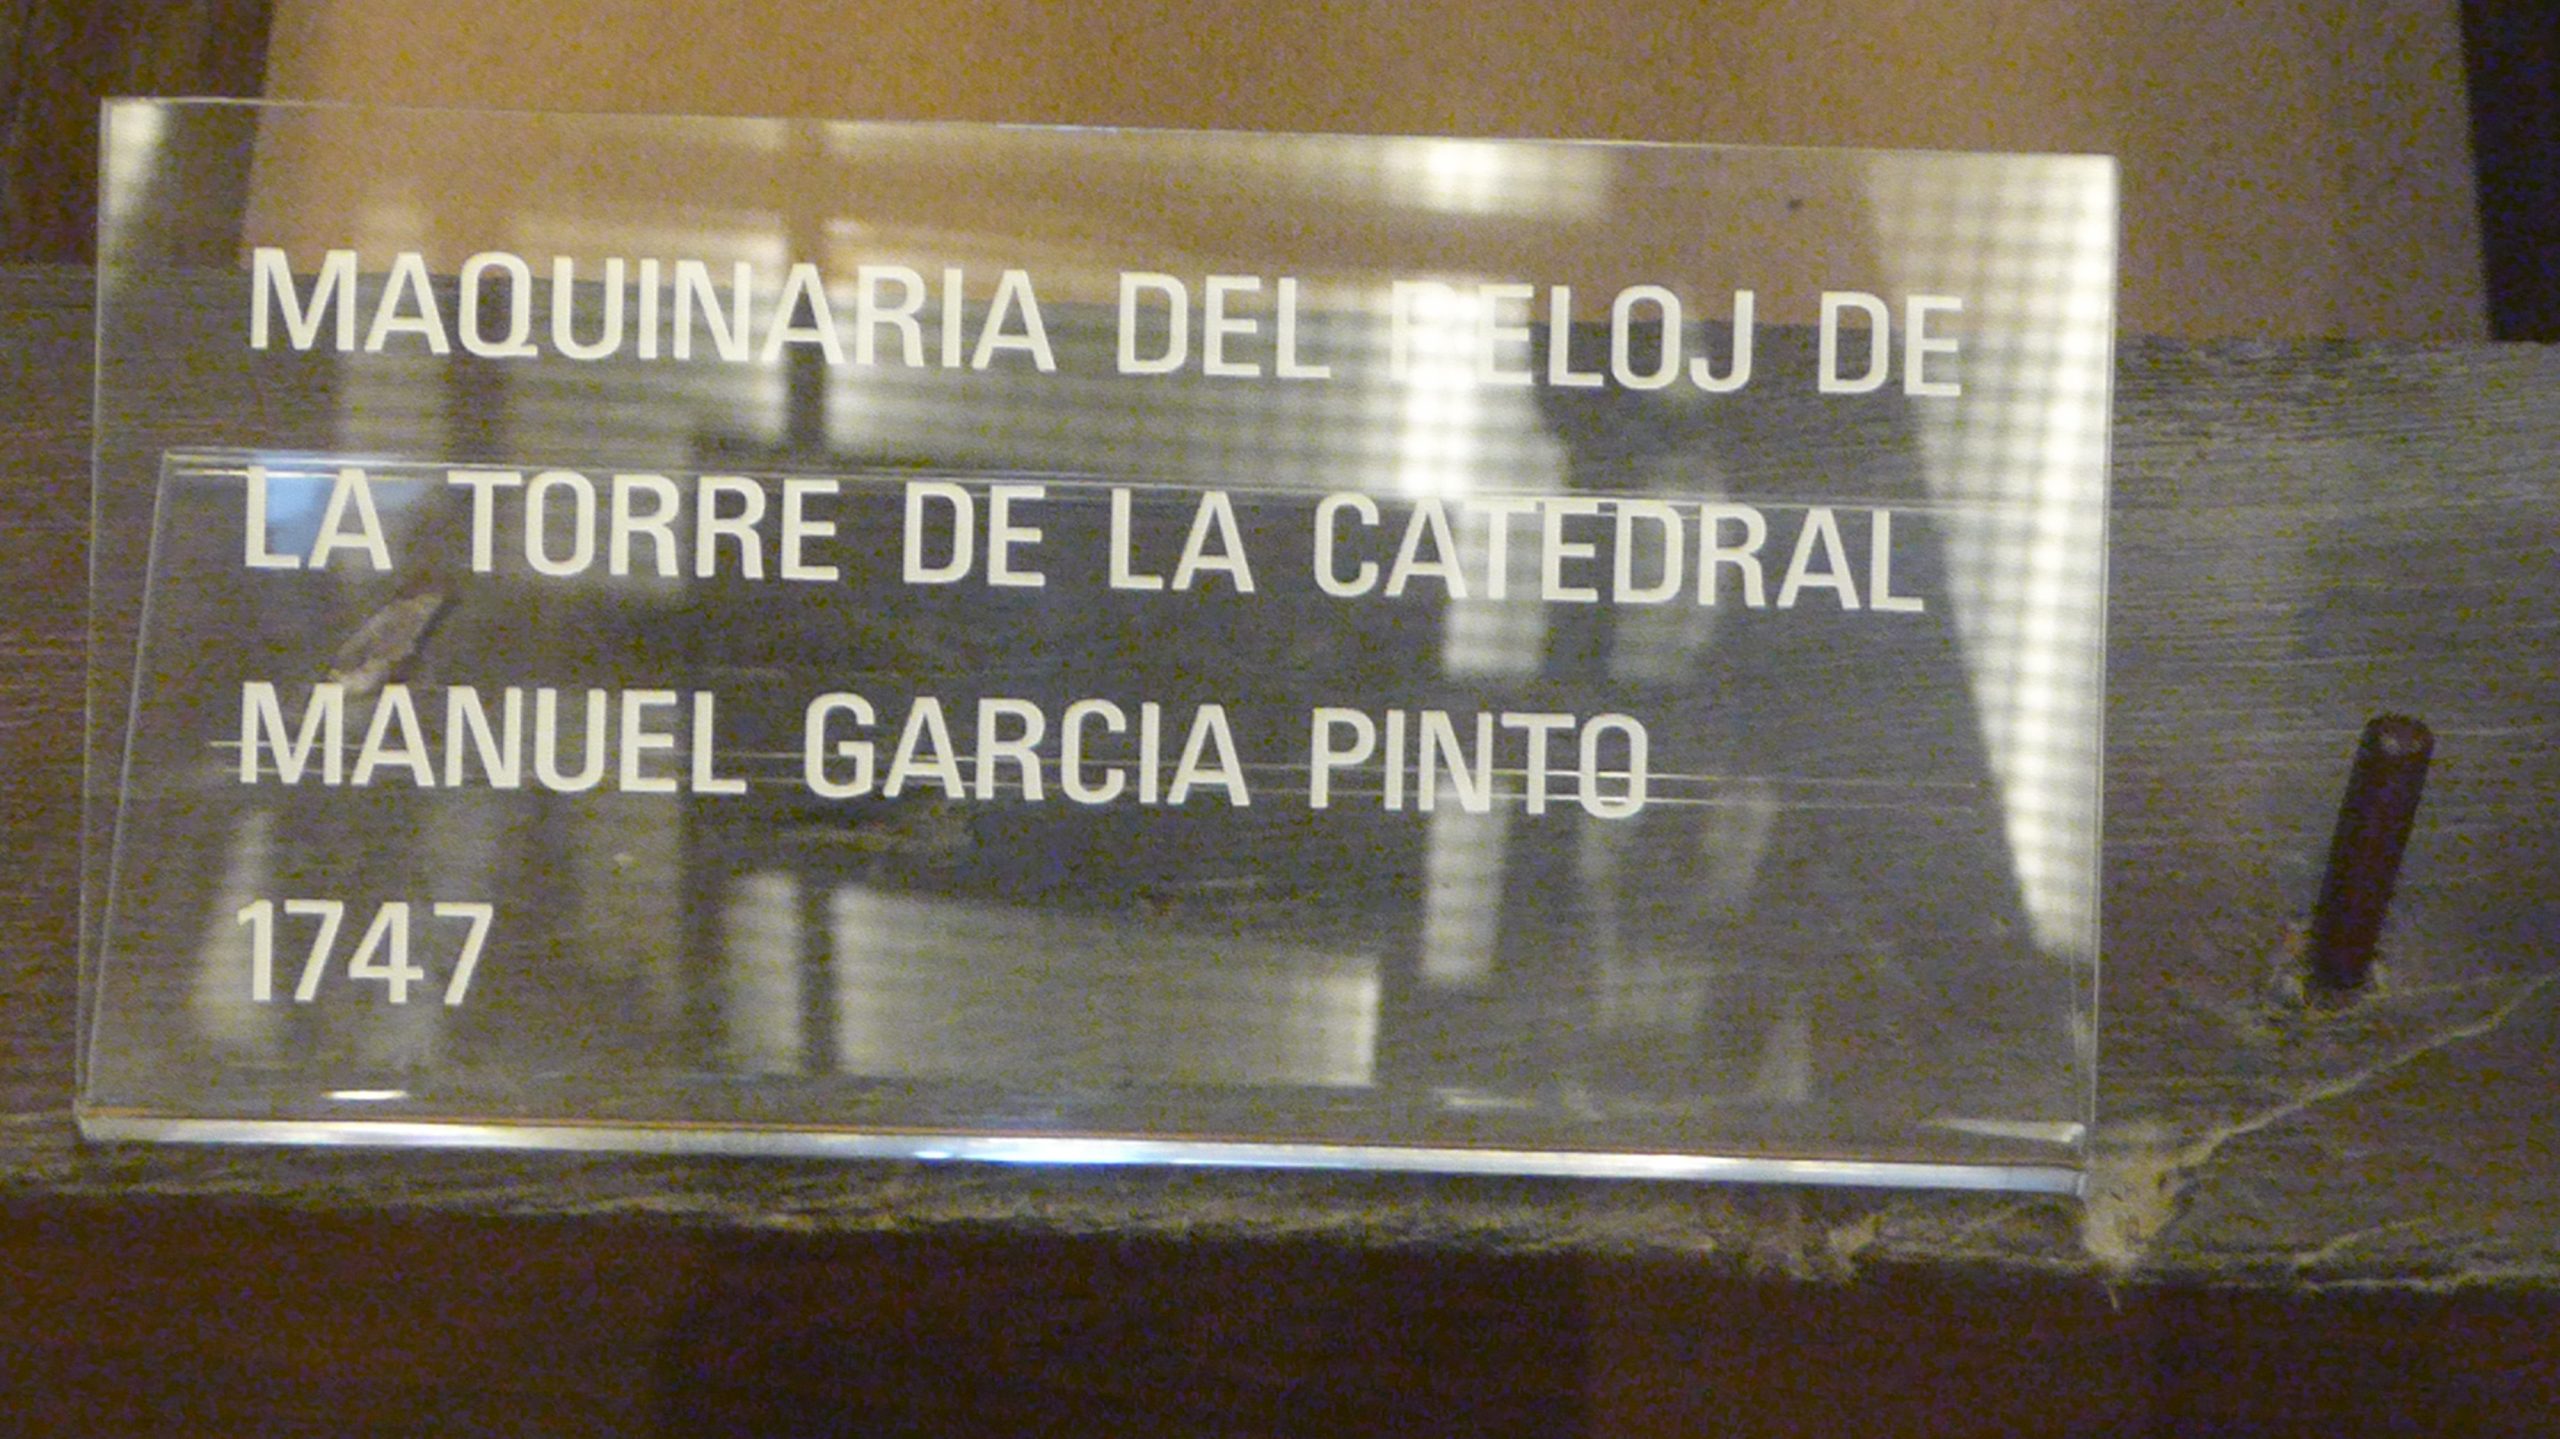 MAQUINARIA DEL RELOJ DE
LA TORRE DE LA CATEDRAL
MANUEL GARCIA PINTO
1747